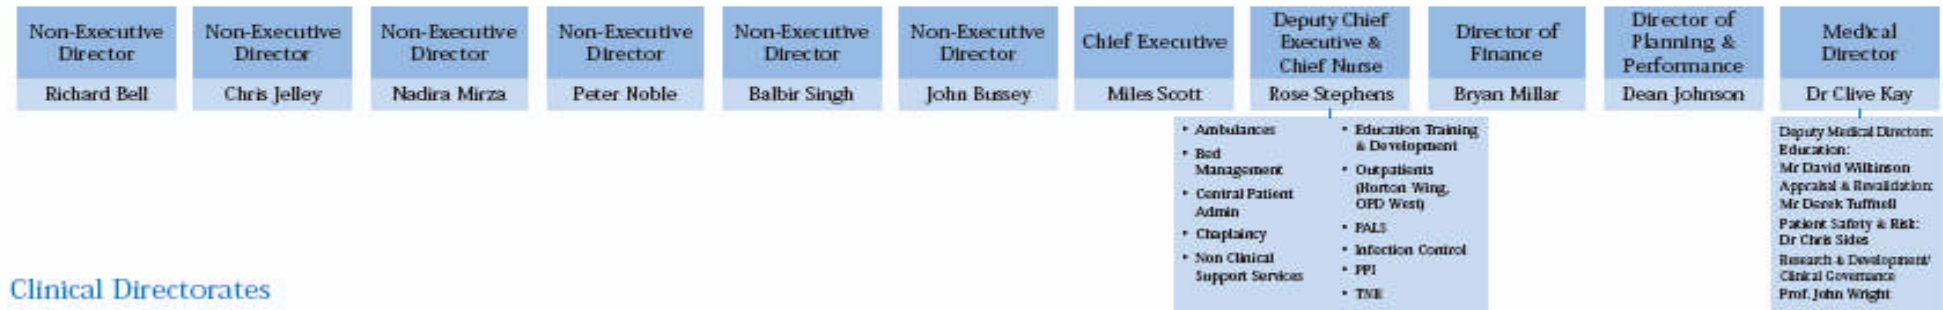 Non-Executive
Director
Richard Bell
Non-Executive
Director
Chris Jelley
Non-Executive
Director
Nadira Mirza
Non-Executive
Director
Peter Noble
Non-Executive
Director
Balbir Singh
Non-Executive
Director
John Bussey
Chief Executive
Miles Scott
Deputy Chief
Executive &
Chief Nurse
Rose Stephens
• Ambulances
• Bed
Management
• Central Patient
Admin
• Chaplaincy
• Non Clinical
Support Services
• Education Training
& Development
• Outpatients
(Horton Wing,
OPD West)
• PALS
• Infection Control
• PPI
Director of
Finance
Bryan Millar
Director of
Planning &
Performance
Dean Johnson
Medical
Director
Dr Clive Kay
Deputy Medical Directors:
Education:
Mr David Wilkinson
Appraisal & Revalidation:
Mr Derek Tuffnell
Patient Safety & Risk:
Dr Chris Sides
Research & Development/
Clinical Governance
Prof. John Wright
Clinical Directorates